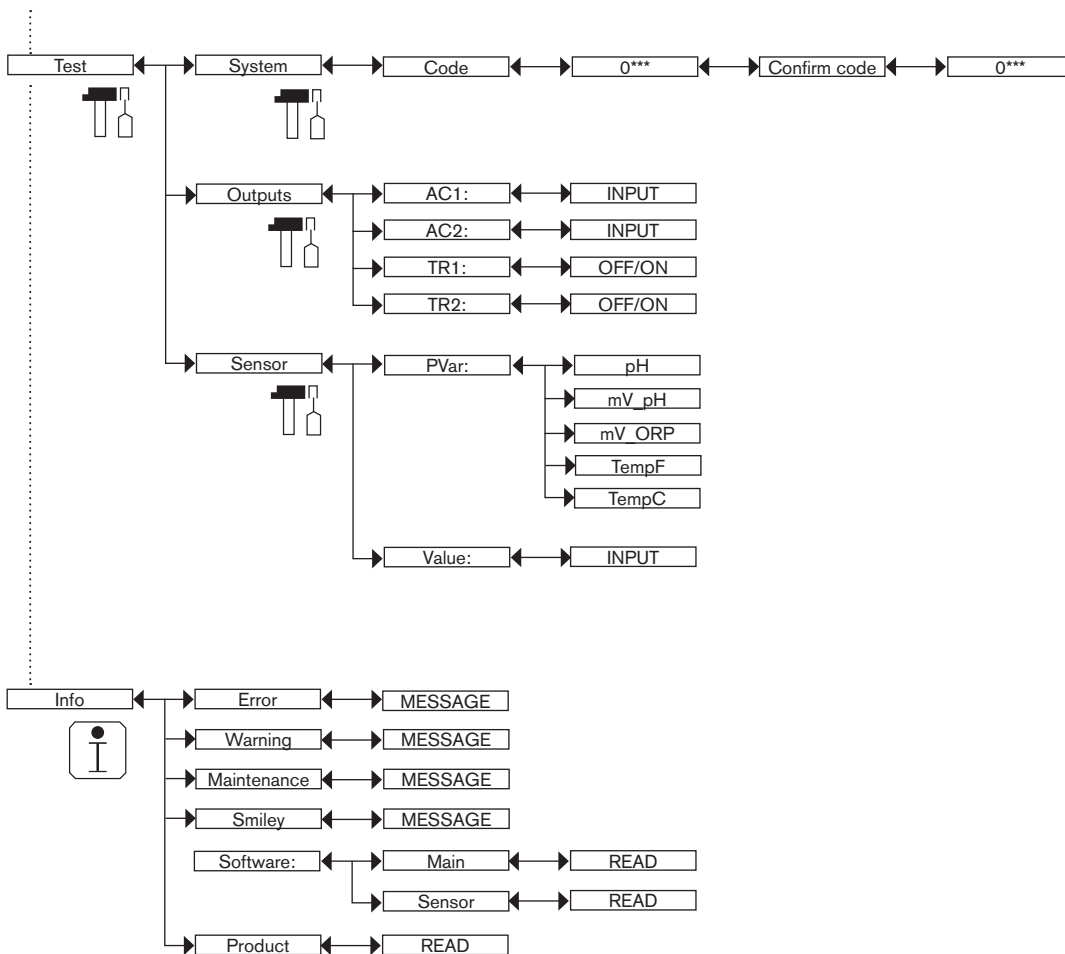 Test System Code 0*** Confirm code 0***
Outputs AC1: INPUT
AC2: INPUT
TR1: OFF/ON
TR2: OFF/ON
Sensor PVar: pH
mV_pH
mV_ORP
TempF
TempC
Value: INPUT
Info Error MESSAGE
Warning MESSAGE
Maintenance MESSAGE
Smiley MESSAGE
Software: Main READ
Sensor READ
Product READ